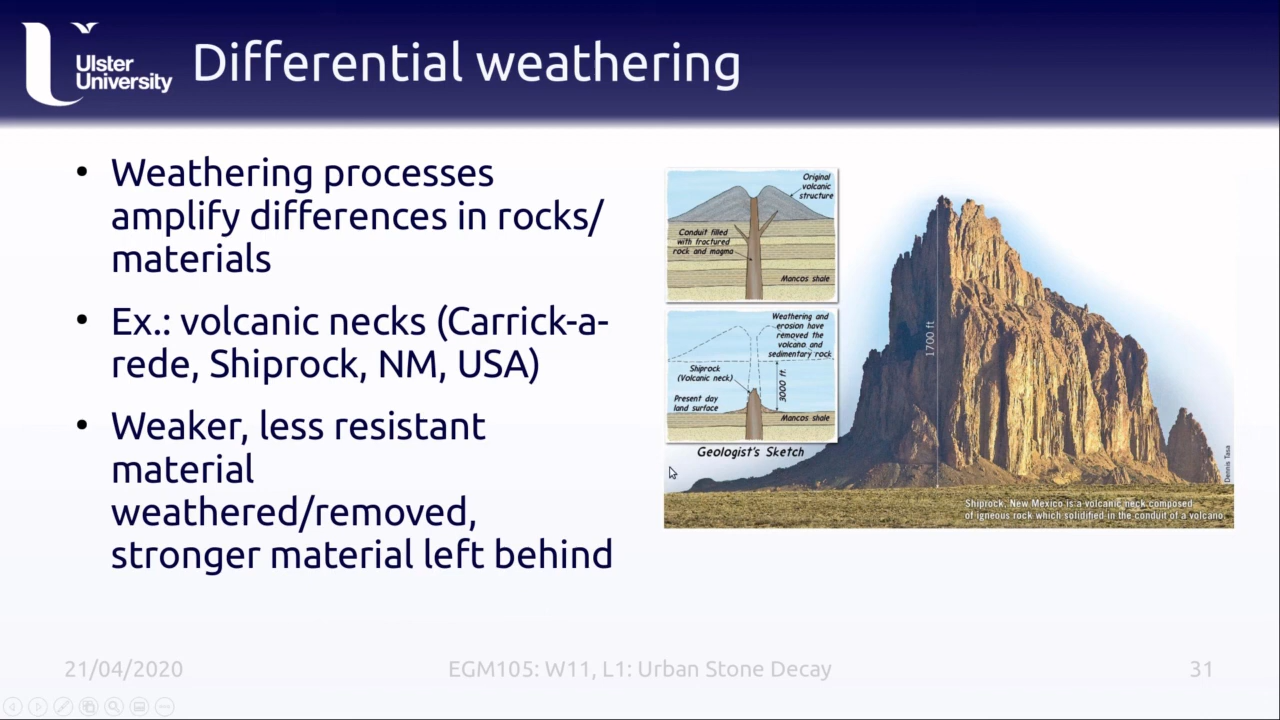 Ulster
University
Differential weathering
• Weathering processes
amplify differences in rocks/
materials
• Ex.: volcanic necks (Carrick-a-
rede, Shiprock, NM, USA)
• Weaker, less resistant
material
weathered/removed,
stronger material left behind
Original
volcanic
structure
Conduit filled
with fractured
rock and magma
Mancos shale
Weathering and
erosion have
removed the
volcano and
sedimentary rock
Shiprock
(Volcanic neck)
3000 ft.
Present day
land surface
Mancos shale
Geologist's Sketch
1700 ft
Dennis Tasa
Shiprock, New Mexico is a volcanic neck composed
of igneous rock which solidified in the conduit of a volcano.
21/04/2020
EGM105: W11, L1: Urban Stone Decay
31